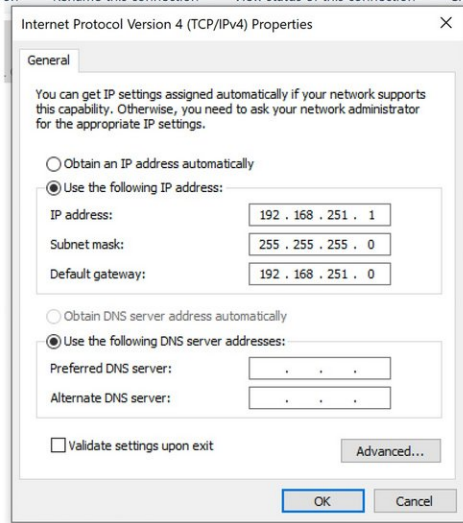 Internet Protocol Version 4 (TCP/IPv4) Properties
General
You can get IP settings assigned automatically if your network supports
this capability. Otherwise, you need to ask your network administrator
for the appropriate IP settings.
Obtain an IP address automatically
Use the following IP address:
IP address: 192 . 168 . 251 . 1
Subnet mask: 255 . 255 . 255 . 0
Default gateway: 192 . 168 . 251 . 0
Obtain DNS server address automatically
Use the following DNS server addresses:
Preferred DNS server: . . .
Alternate DNS server: . . .
Validate settings upon exit
Advanced...
OK Cancel